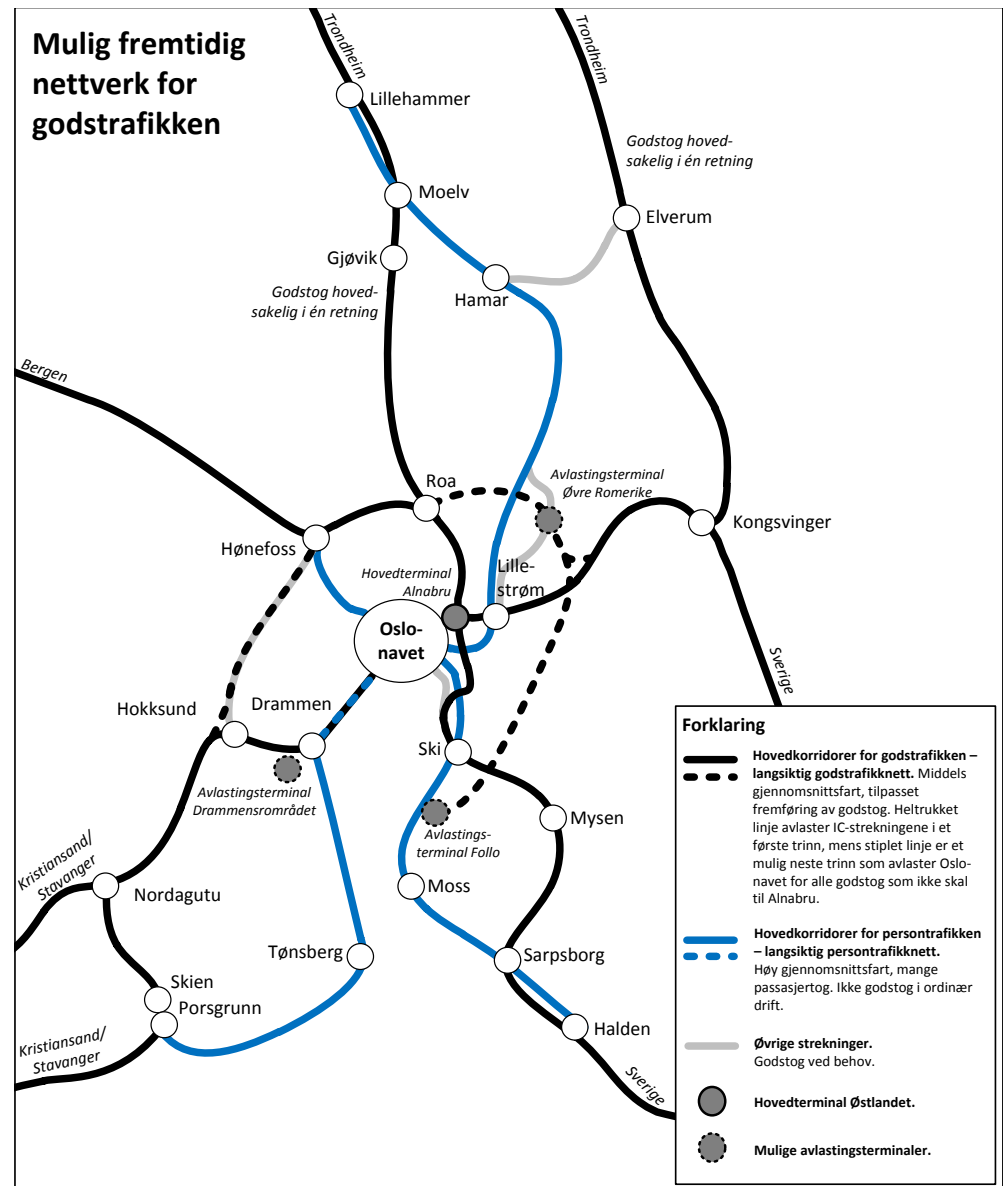 Mulig fremtidig
nettverk for
godstrafikken
Trondheim
Trondheim
Lillehammer
Godstog hoved-
sakelig i én retning
Moelv
Elverum
Gjøvik
Hamar
Godstog hoved-
sakelig i én retning
Bergen
Roa
Avlastingsterminal
Øvre Romerike
Kongsvinger
Hønefoss
Hovedterminal
Alnabru
Lille-
strøm
Oslo-
navet
Sverige
Hokksund
Drammen
Ski
Avlastingsterminal
Drammensområdet
Avlastings-
terminal Follo
Mysen
Kristiansand/
Stavanger
Nordagutu
Moss
Tønsberg
Sarpsborg
Skien
Porsgrunn
Halden
Kristiansand/
Stavanger
Sverige
Forklaring
Hovedkorridorer for godstrafikken –
langsiktig godstrafikknett. Middels
gjennomsnittsfart, tilpasset
fremføring av godstog. Heltrukket
linje avlaster IC-strekningene i et
første trinn, mens stiplet linje er et
mulig neste trinn som avlaster Oslo-
navet for alle godstog som ikke skal
til Alnabru.
Hovedkorridorer for persontrafikken
– langsiktig persontrafikknett.
Høy gjennomsnittsfart, mange
passasjertog. Ikke godstog i ordinær
drift.
Øvrige strekninger.
Godstog ved behov.
Hovedterminal Østlandet.
Mulige avlastingsterminaler.